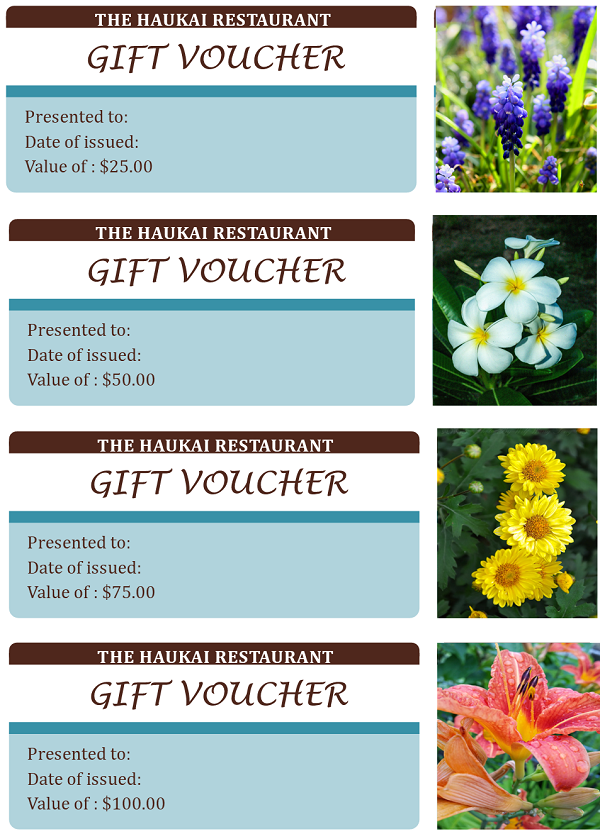 THE HAUKAI RESTAURANT
GIFT VOUCHER
Presented to:
Date of issued:
Value of : $25.00
THE HAUKAI RESTAURANT
GIFT VOUCHER
Presented to:
Date of issued:
Value of : $50.00
THE HAUKAI RESTAURANT
GIFT VOUCHER
Presented to:
Date of issued:
Value of : $75.00
THE HAUKAI RESTAURANT
GIFT VOUCHER
Presented to:
Date of issued:
Value of : $100.00